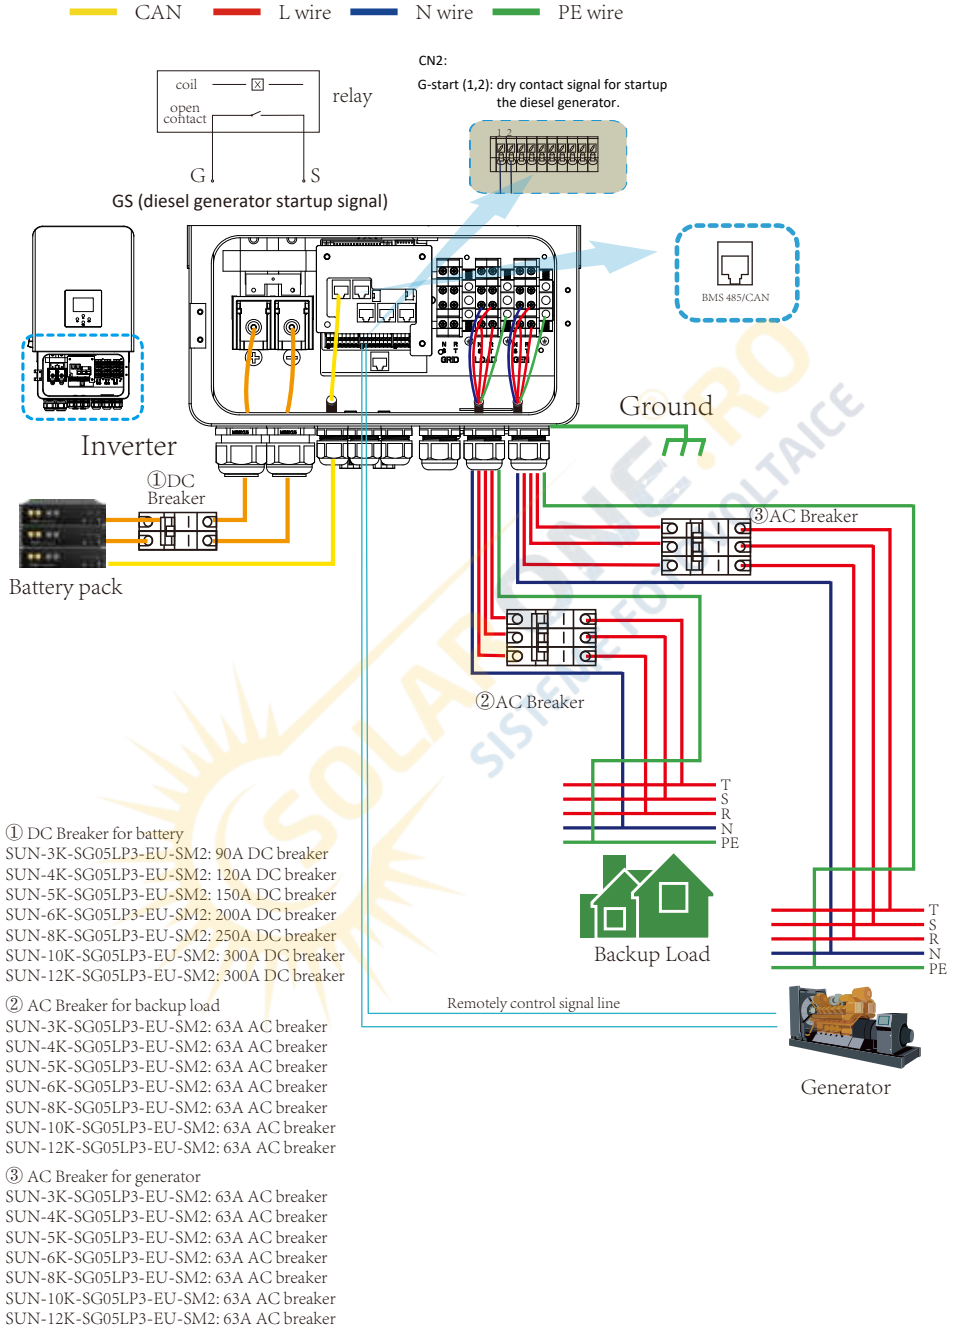 CAN L wire N wire PE wire
CN2:
G-start (1,2): dry contact signal for startup
the diesel generator.
coil
open
contact
relay
1 2
G S
GS (diesel generator startup signal)
BMS 485/CAN
N R
S T
GRID
N R
S T
LOAD
N R
S T
GEN
Ground
Inverter
①DC
Breaker
③AC Breaker
Battery pack
②AC Breaker
T
S
R
N
PE
Backup Load
T
S
R
N
PE
Remotely control signal line
Generator
① DC Breaker for battery
SUN-3K-SG05LP3-EU-SM2: 90A DC breaker
SUN-4K-SG05LP3-EU-SM2: 120A DC breaker
SUN-5K-SG05LP3-EU-SM2: 150A DC breaker
SUN-6K-SG05LP3-EU-SM2: 200A DC breaker
SUN-8K-SG05LP3-EU-SM2: 250A DC breaker
SUN-10K-SG05LP3-EU-SM2: 300A DC breaker
SUN-12K-SG05LP3-EU-SM2: 300A DC breaker
② AC Breaker for backup load
SUN-3K-SG05LP3-EU-SM2: 63A AC breaker
SUN-4K-SG05LP3-EU-SM2: 63A AC breaker
SUN-5K-SG05LP3-EU-SM2: 63A AC breaker
SUN-6K-SG05LP3-EU-SM2: 63A AC breaker
SUN-8K-SG05LP3-EU-SM2: 63A AC breaker
SUN-10K-SG05LP3-EU-SM2: 63A AC breaker
SUN-12K-SG05LP3-EU-SM2: 63A AC breaker
③ AC Breaker for generator
SUN-3K-SG05LP3-EU-SM2: 63A AC breaker
SUN-4K-SG05LP3-EU-SM2: 63A AC breaker
SUN-5K-SG05LP3-EU-SM2: 63A AC breaker
SUN-6K-SG05LP3-EU-SM2: 63A AC breaker
SUN-8K-SG05LP3-EU-SM2: 63A AC breaker
SUN-10K-SG05LP3-EU-SM2: 63A AC breaker
SUN-12K-SG05LP3-EU-SM2: 63A AC breaker
SOLARONE.RO
SISTEME FOTOVOLTAICE